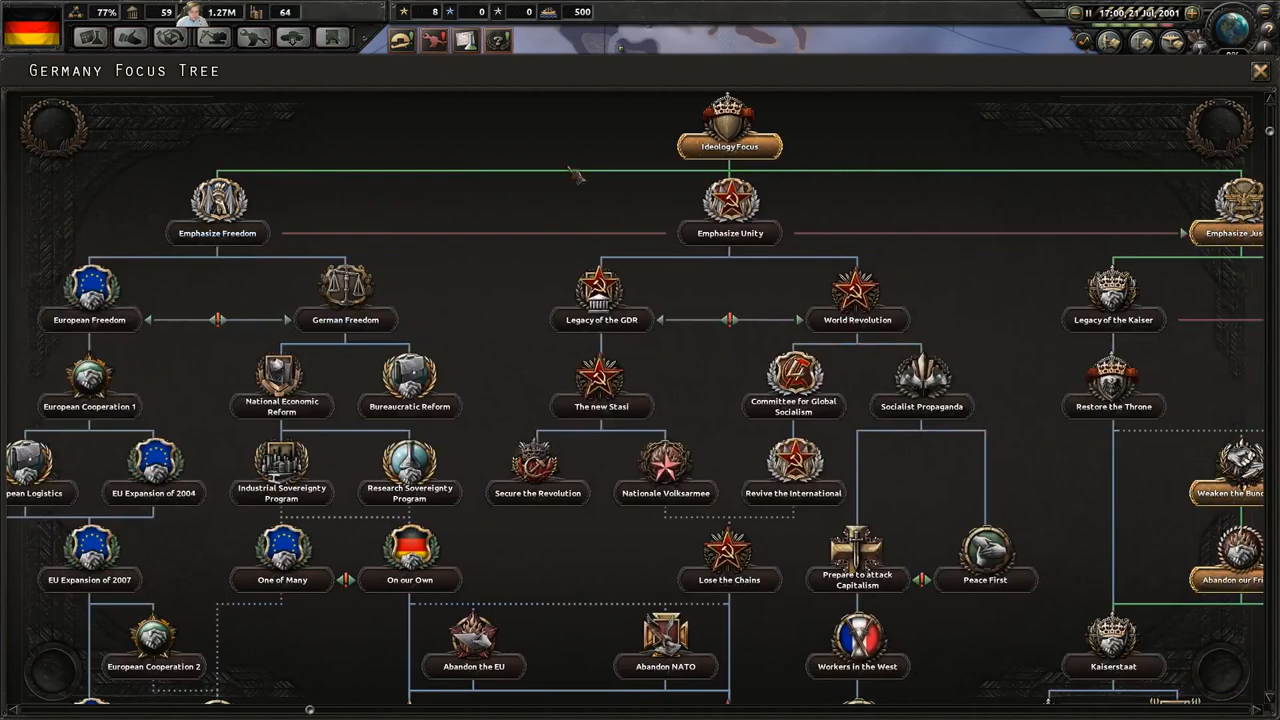 77%
59
1.27M
64
8
0
0
500
17:00, 21 Jul, 2001
Germany Focus Tree
Ideology Focus
Emphasize Freedom
Emphasize Unity
Emphasize Jus
European Freedom
German Freedom
Legacy of the GDR
World Revolution
Legacy of the Kaiser
European Cooperation 1
National Economic
Reform
Bureaucratic Reform
The new Stasi
Committee for Global
Socialism
Socialist Propaganda
Restore the Throne
pean Logistics
EU Expansion of 2004
Industrial Sovereignty
Program
Research Sovereignty
Program
Secure the Revolution
Nationale Volksarmee
Revive the International
Weaken the Bun
EU Expansion of 2007
One of Many
On our Own
Lose the Chains
Prepare to attack
Capitalism
Peace First
Abandon our Fri
European Cooperation 2
Abandon the EU
Abandon NATO
Workers in the West
Kaiserstaat